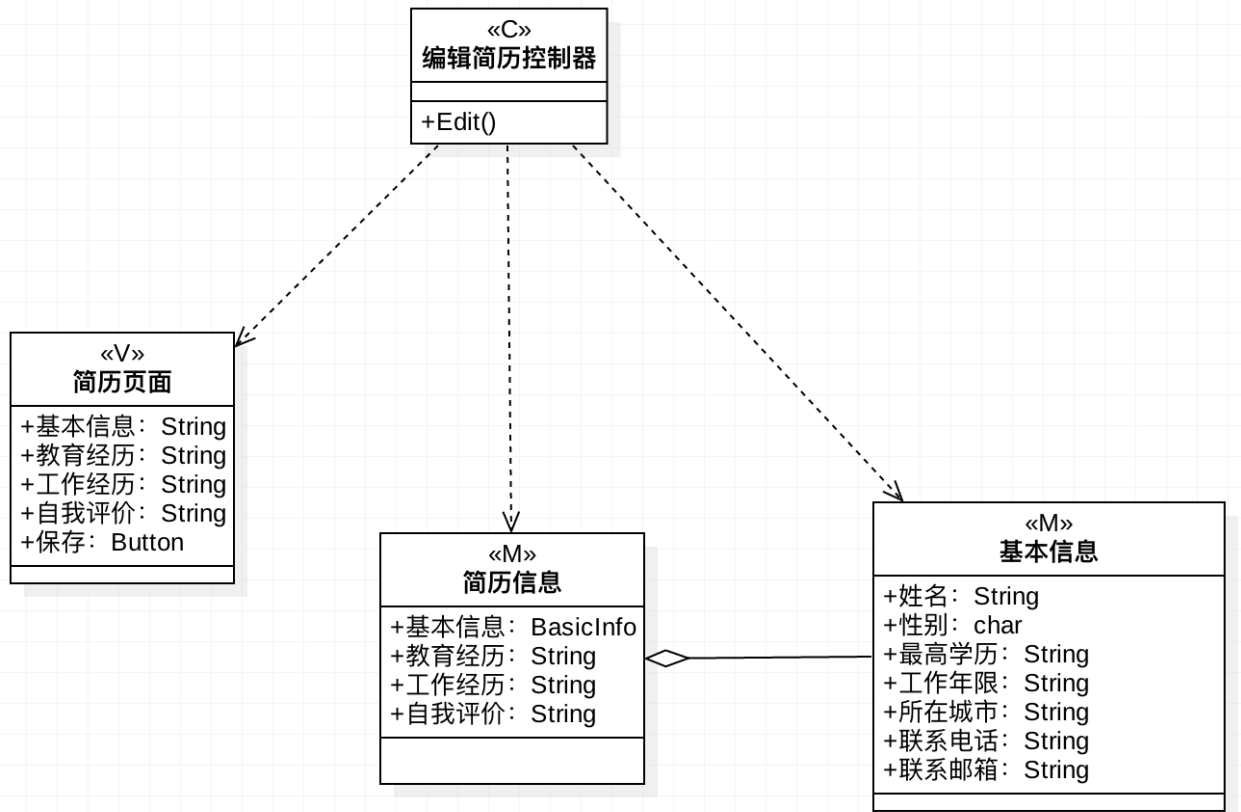 «C»
编辑简历控制器
+Edit()
«V»
简历页面
+基本信息：String
+教育经历：String
+工作经历：String
+自我评价：String
+保存：Button
«M»
简历信息
+基本信息：BasicInfo
+教育经历：String
+工作经历：String
+自我评价：String
«M»
基本信息
+姓名：String
+性别：char
+最高学历：String
+工作年限：String
+所在城市：String
+联系电话：String
+联系邮箱：String